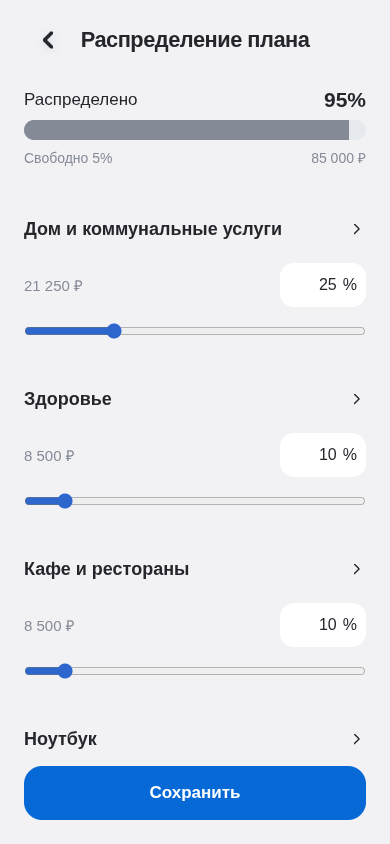 Распределение плана
Распределено 95%
Свободно 5% 85 000 ₽
Дом и коммунальные услуги
21 250 ₽ 25 %
Здоровье
8 500 ₽ 10 %
Кафе и рестораны
8 500 ₽ 10 %
Ноутбук
Сохранить